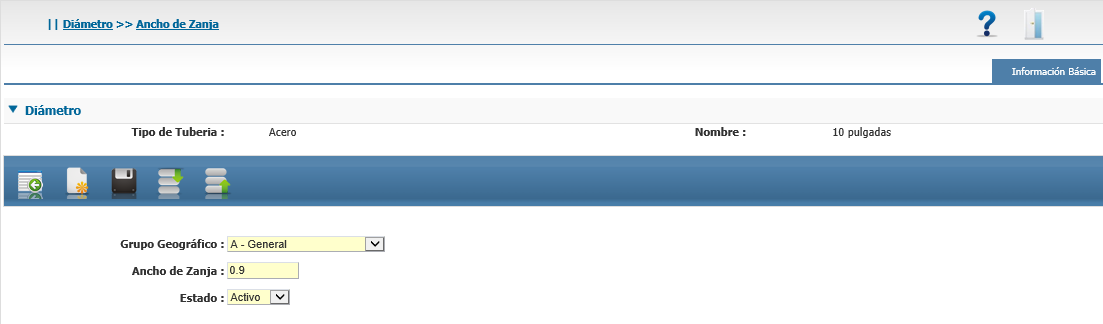 || Diámetro >> Ancho de Zanja
Información Básica
Diámetro
Tipo de Tuberia : Acero Nombre : 10 pulgadas
Grupo Geográfico : A - General
Ancho de Zanja : 0.9
Estado : Activo